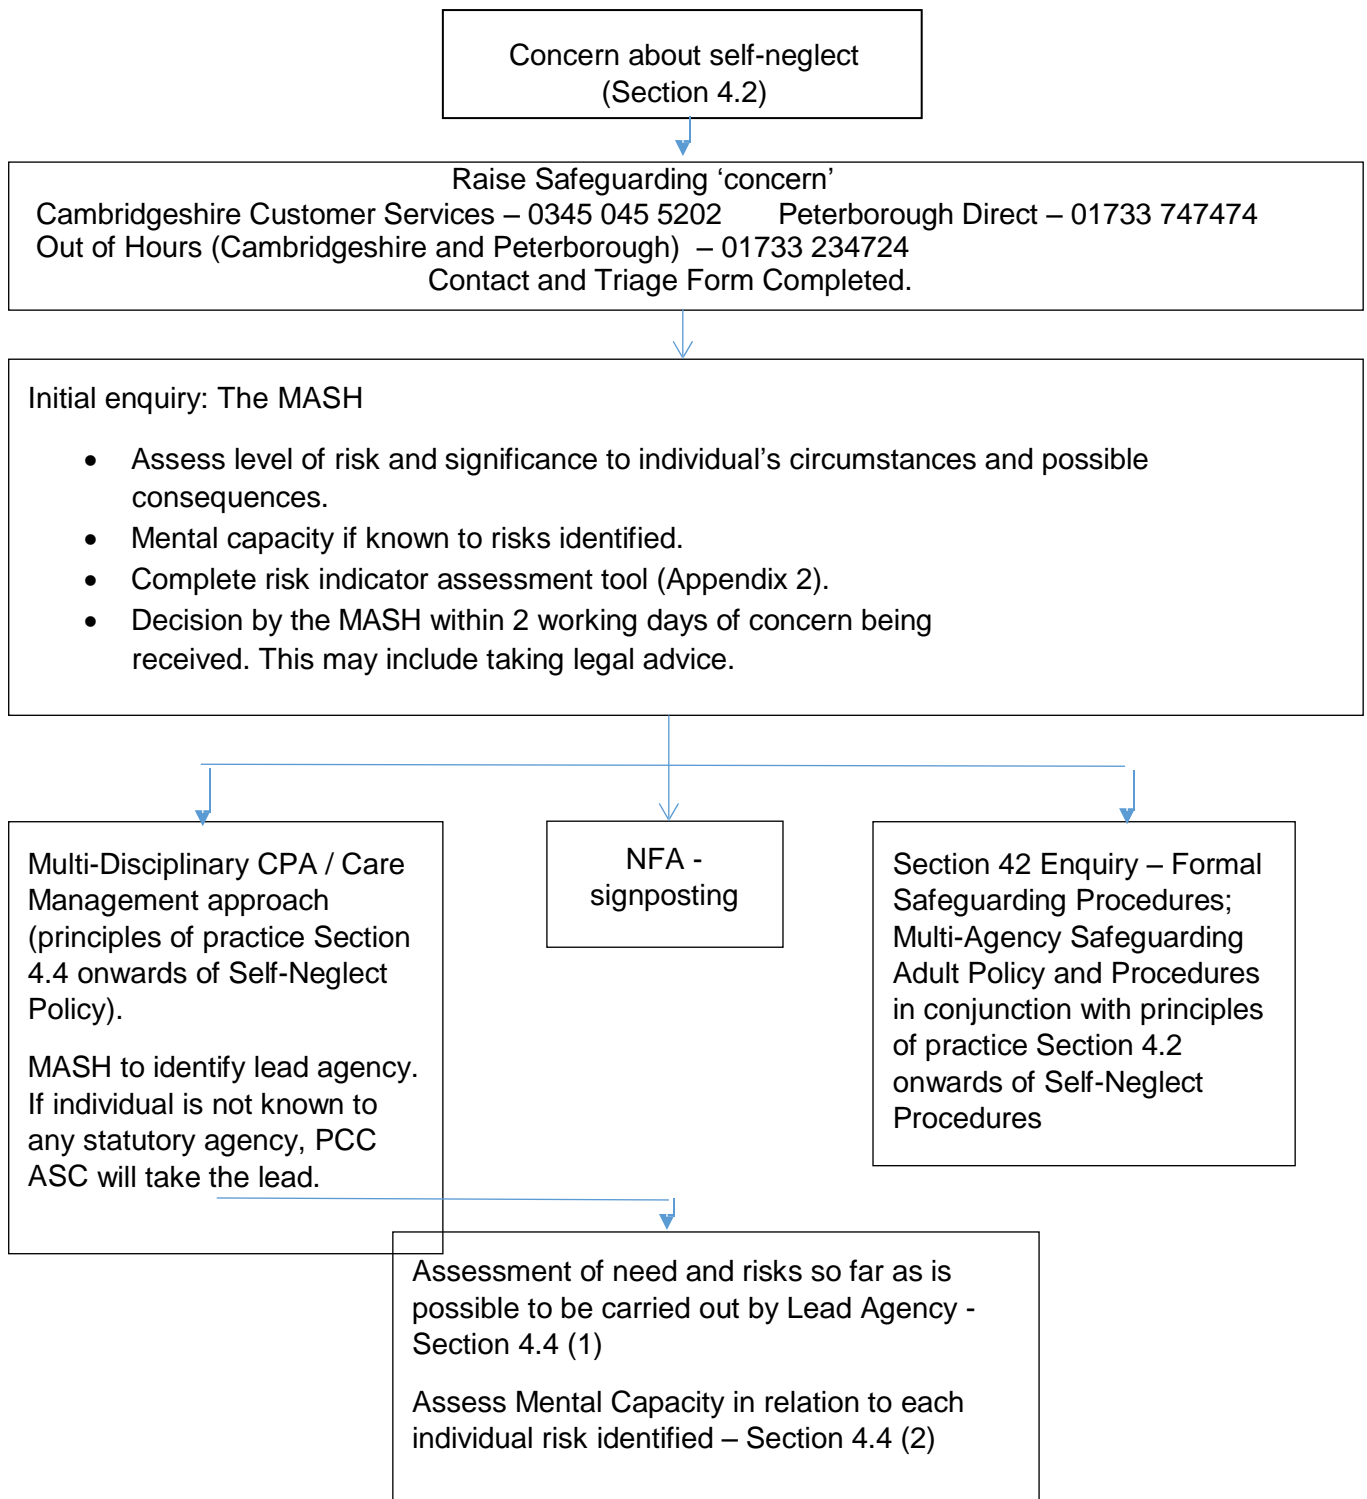 Concern about self-neglect
(Section 4.2)
Raise Safeguarding ‘concern’
Cambridgeshire Customer Services – 0345 045 5202 Peterborough Direct – 01733 747474
Out of Hours (Cambridgeshire and Peterborough) – 01733 234724
Contact and Triage Form Completed.
Initial enquiry: The MASH
• Assess level of risk and significance to individual’s circumstances and possible
consequences.
• Mental capacity if known to risks identified.
• Complete risk indicator assessment tool (Appendix 2).
• Decision by the MASH within 2 working days of concern being
received. This may include taking legal advice.
Multi-Disciplinary CPA / Care
Management approach
(principles of practice Section
4.4 onwards of Self-Neglect
Policy).
MASH to identify lead agency.
If individual is not known to
any statutory agency, PCC
ASC will take the lead.
NFA -
signposting
Section 42 Enquiry – Formal
Safeguarding Procedures;
Multi-Agency Safeguarding
Adult Policy and Procedures
in conjunction with principles
of practice Section 4.2
onwards of Self-Neglect
Procedures
Assessment of need and risks so far as is
possible to be carried out by Lead Agency -
Section 4.4 (1)
Assess Mental Capacity in relation to each
individual risk identified – Section 4.4 (2)